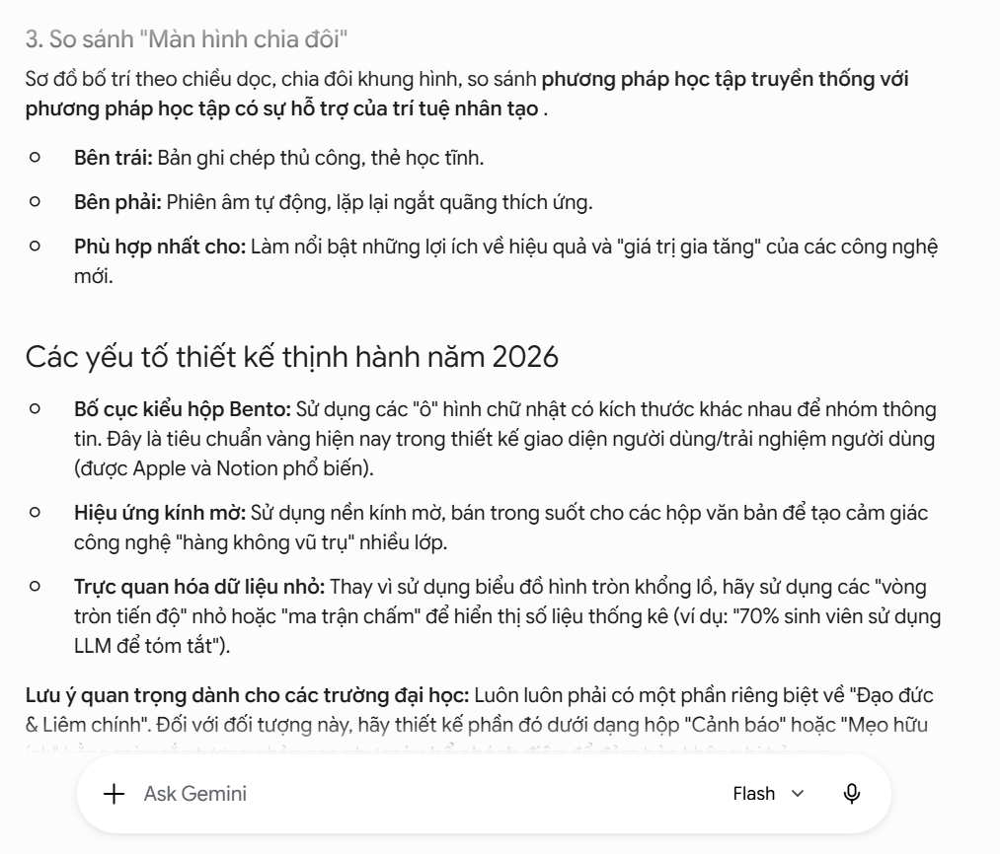 3. So sánh "Màn hình chia đôi"
Sơ đồ bố trí theo chiều dọc, chia đôi khung hình, so sánh phương pháp học tập truyền thống với
phương pháp học tập có sự hỗ trợ của trí tuệ nhân tạo .
Bên trái: Bản ghi chép thủ công, thẻ học tĩnh.
Bên phải: Phiên âm tự động, lặp lại ngắt quãng thích ứng.
Phù hợp nhất cho: Làm nổi bật những lợi ích về hiệu quả và "giá trị gia tăng" của các công nghệ
mới.
Các yếu tố thiết kế thịnh hành năm 2026
Bố cục kiểu hộp Bento: Sử dụng các "ô" hình chữ nhật có kích thước khác nhau để nhóm thông
tin. Đây là tiêu chuẩn vàng hiện nay trong thiết kế giao diện người dùng/trải nghiệm người dùng
(được Apple và Notion phổ biến).
Hiệu ứng kính mờ: Sử dụng nền kính mờ, bán trong suốt cho các hộp văn bản để tạo cảm giác
công nghệ "hàng không vũ trụ" nhiều lớp.
Trực quan hóa dữ liệu nhỏ: Thay vì sử dụng biểu đồ hình tròn khổng lồ, hãy sử dụng các "vòng
tròn tiến độ" nhỏ hoặc "ma trận chấm" để hiển thị số liệu thống kê (ví dụ: "70% sinh viên sử dụng
LLM để tóm tắt").
Lưu ý quan trọng dành cho các trường đại học: Luôn luôn phải có một phần riêng biệt về "Đạo đức
& Liêm chính". Đối với đối tượng này, hãy thiết kế phần đó dưới dạng hộp "Cảnh báo" hoặc "Mẹo hữu
Ask Gemini
Flash